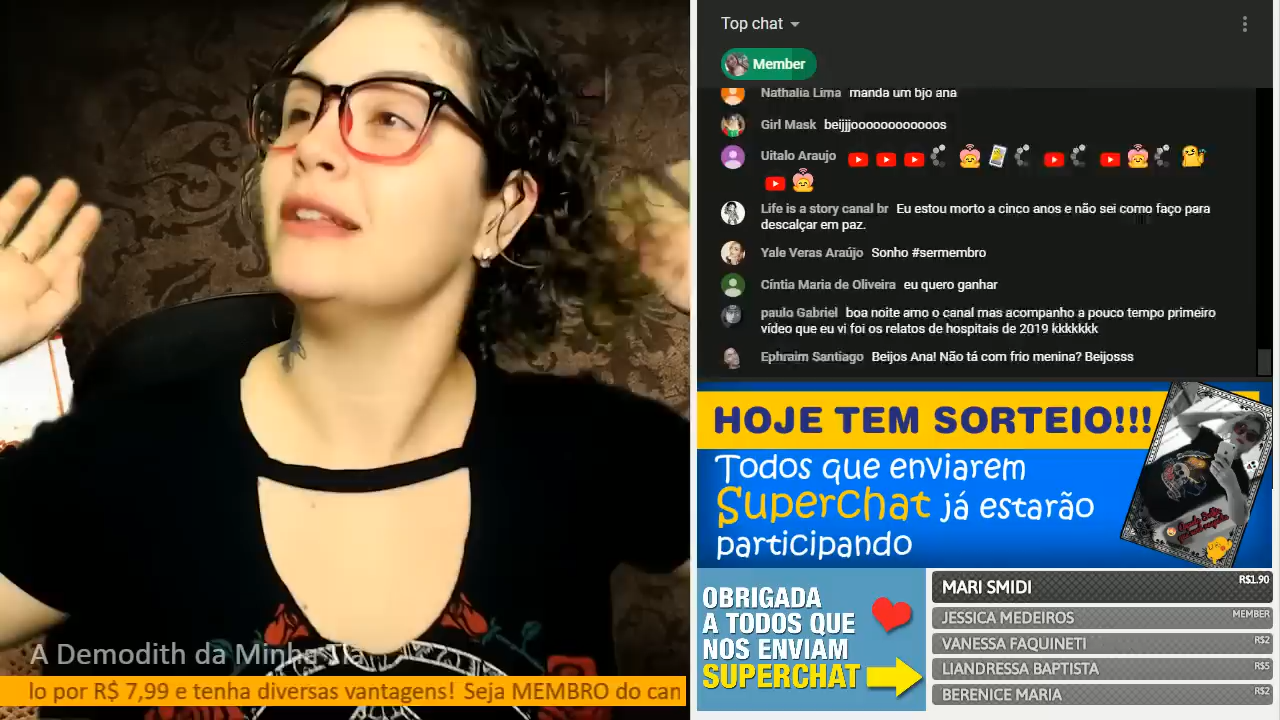 Top chat
Member
Nathalia Lima manda um bjo ana
Girl Mask beijjjoooooooooooos
Uitalo Araujo
Life is a story canal br Eu estou morto a cinco anos e não sei como faço para
descalçar em paz.
Yale Veras Araújo Sonho #sermembro
Cíntia Maria de Oliveira eu quero ganhar
paulo Gabriel boa noite amo o canal mas acompanho a pouco tempo primeiro
vídeo que eu vi foi os relatos de hospitais de 2019 kkkkkkk
Ephraim Santiago Beijos Ana! Não tá com frio menina? Beijosss
HOJE TEM SORTEIO!!!
Todos que enviarem
Superchat já estarão
participando
OBRIGADA
A TODOS QUE
NOS ENVIAM
SUPERCHAT
MARI SMIDI R$1.90
JESSICA MEDEIROS MEMBER
VANESSA FAQUINETI R$2
LIANDRESSA BAPTISTA R$5
BERENICE MARIA R$2
A Demodith da Minha Tia
lo por R$ 7,99 e tenha diversas vantagens! Seja MEMBRO do can